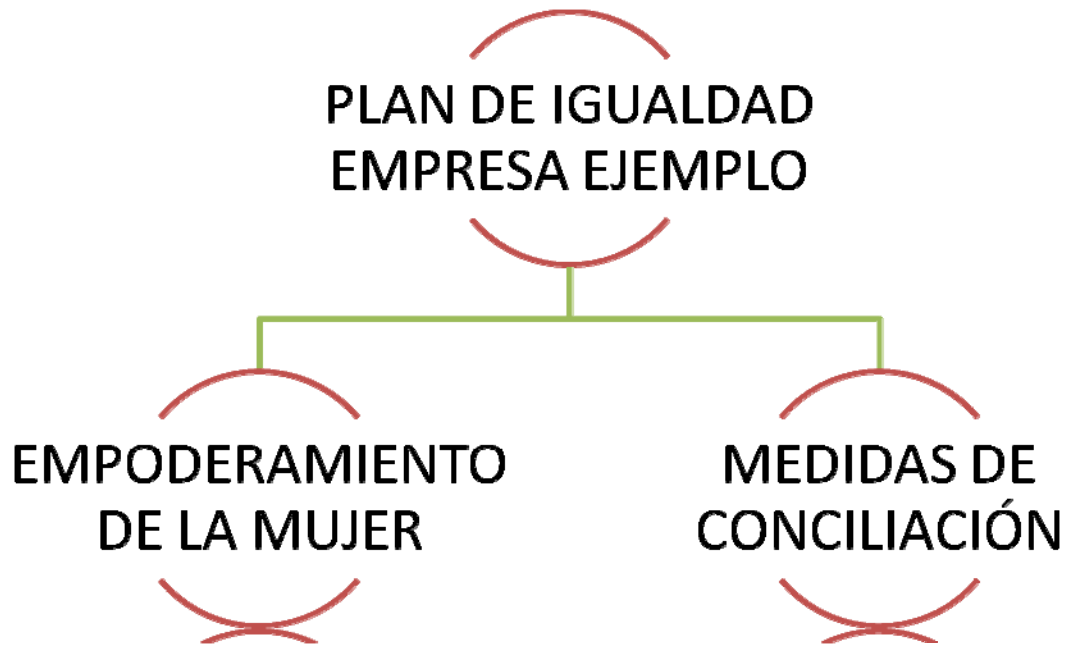 PLAN DE IGUALDAD
EMPRESA EJEMPLO
EMPODERAMIENTO
DE LA MUJER
MEDIDAS DE
CONCILIACIÓN